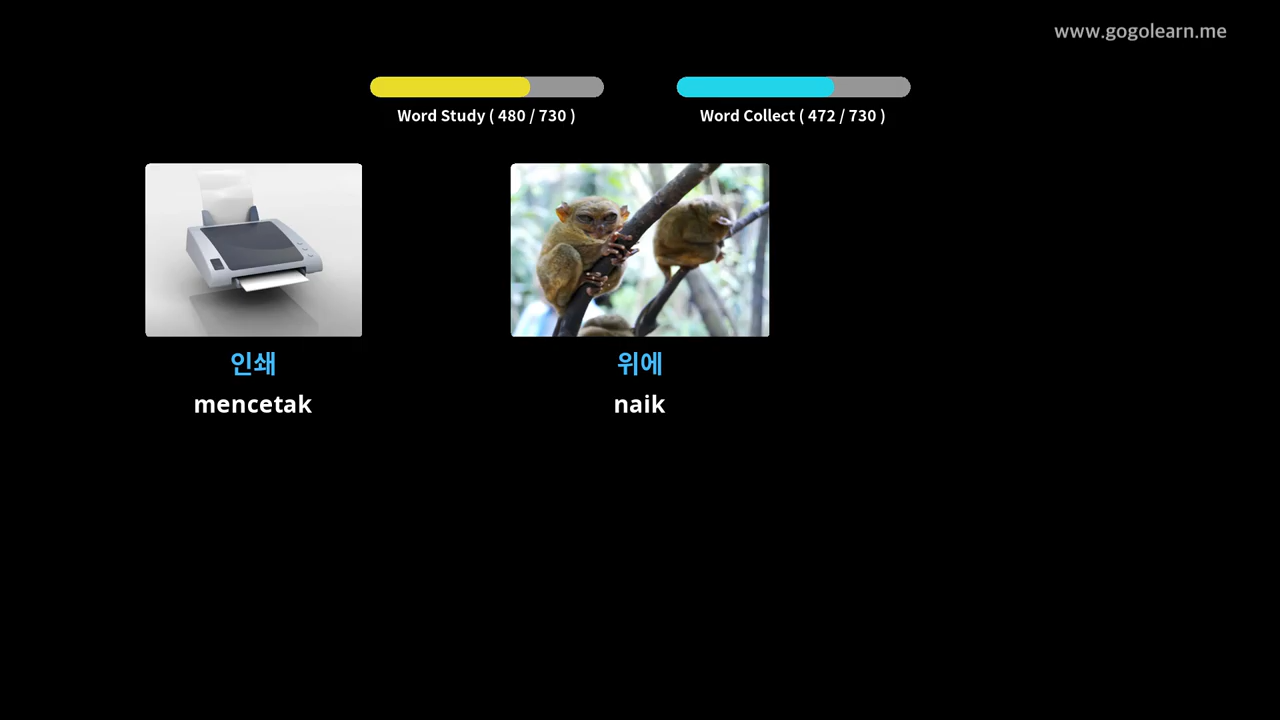 www.gogolearn.me
Word Study ( 480 / 730 )
Word Collect ( 472 / 730 )
인쇄
mencetak
위에
naik